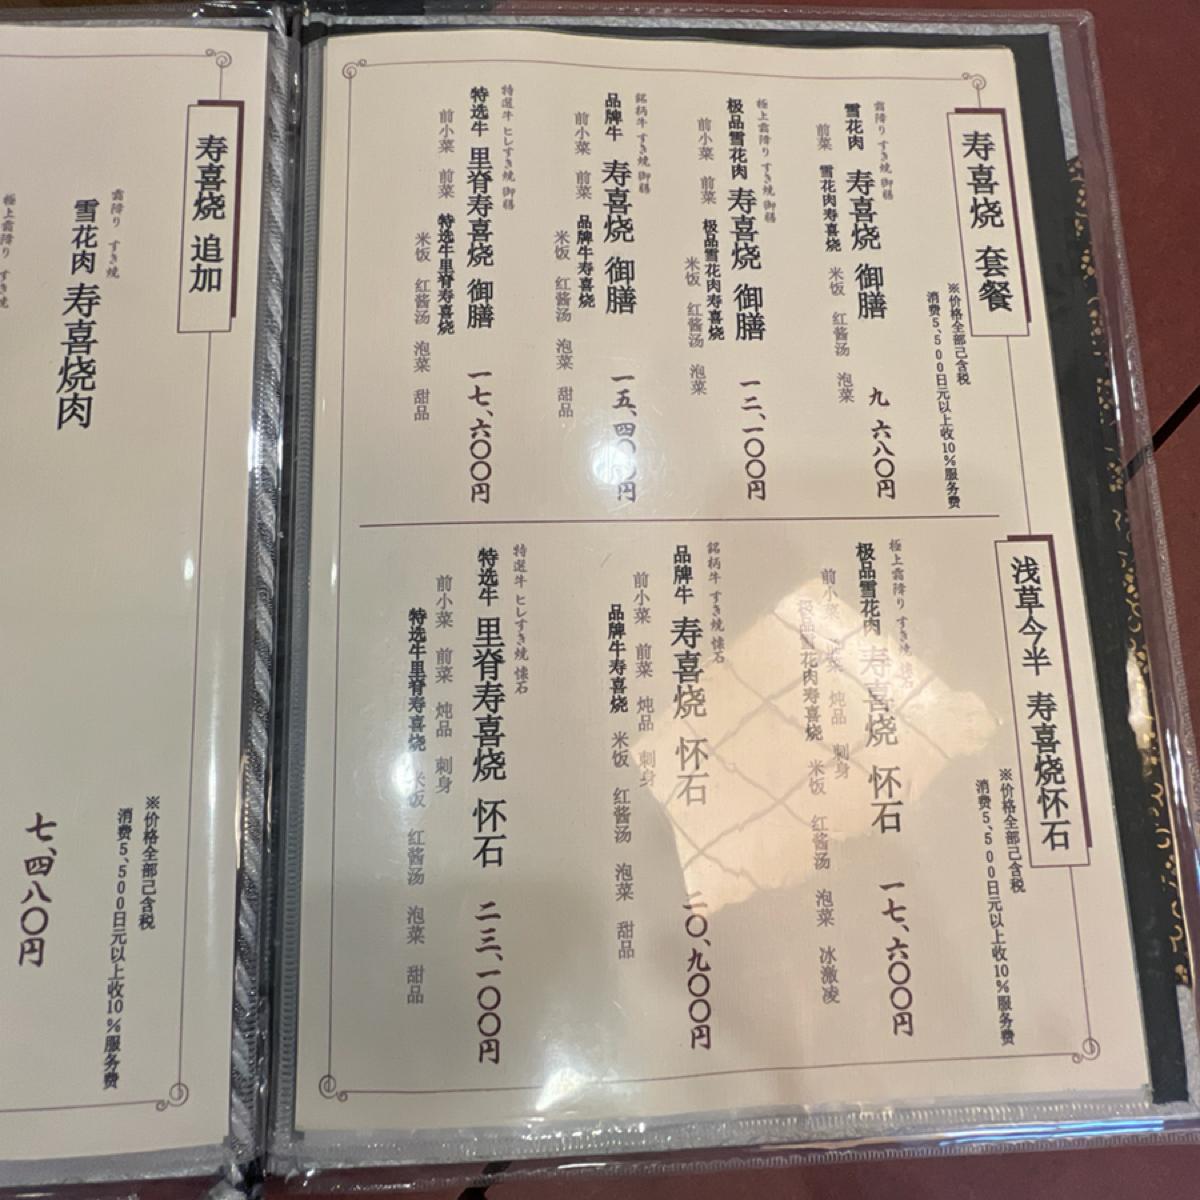 寿喜烧 套餐
※价格全部己含税
消费5、500日元以上收10%服务费
霜降り すき焼 御膳
雪花肉 寿喜烧 御膳 九、六八〇円
前菜 雪花肉寿喜烧
米饭 红酱汤 泡菜
極上霜降り すき焼 御膳
极品雪花肉 寿喜烧 御膳 一二、一〇〇円
前小菜 前菜 极品雪花肉寿喜烧
米饭 红酱汤 泡菜
銘柄牛 すき焼 御膳
品牌牛 寿喜烧 御膳 一五、四〇〇円
前小菜 前菜 品牌牛寿喜烧
米饭 红酱汤 泡菜 甜品
特選牛 ヒレすき焼 御膳
特选牛 里脊寿喜烧 御膳 一七、六〇〇円
前小菜 前菜 特选牛里脊寿喜烧
米饭 红酱汤 泡菜 甜品
浅草今半 寿喜烧怀石
※价格全部己含税
消费5、500日元以上收10%服务费
極上霜降り すき焼 懐石
极品雪花肉 寿喜烧 怀石 一七、六〇〇円
前小菜 前菜 炖品 刺身
极品雪花肉寿喜烧 米饭 红酱汤 泡菜 冰激凌
銘柄牛 すき焼 懐石
品牌牛 寿喜烧 怀石 二〇、九〇〇円
前小菜 前菜 炖品 刺身
品牌牛寿喜烧 米饭 红酱汤 泡菜 甜品
特選牛 ヒレすき焼 懐石
特选牛 里脊寿喜烧 怀石 二三、一〇〇円
前小菜 前菜 炖品 刺身
特选牛里脊寿喜烧 米饭 红酱汤 泡菜 甜品
寿喜烧 追加
※价格全部己含税
消费5、500日元以上收10%服务费
霜降り すき焼
雪花肉 寿喜烧肉 七、四八〇円
極上霜降り すき焼